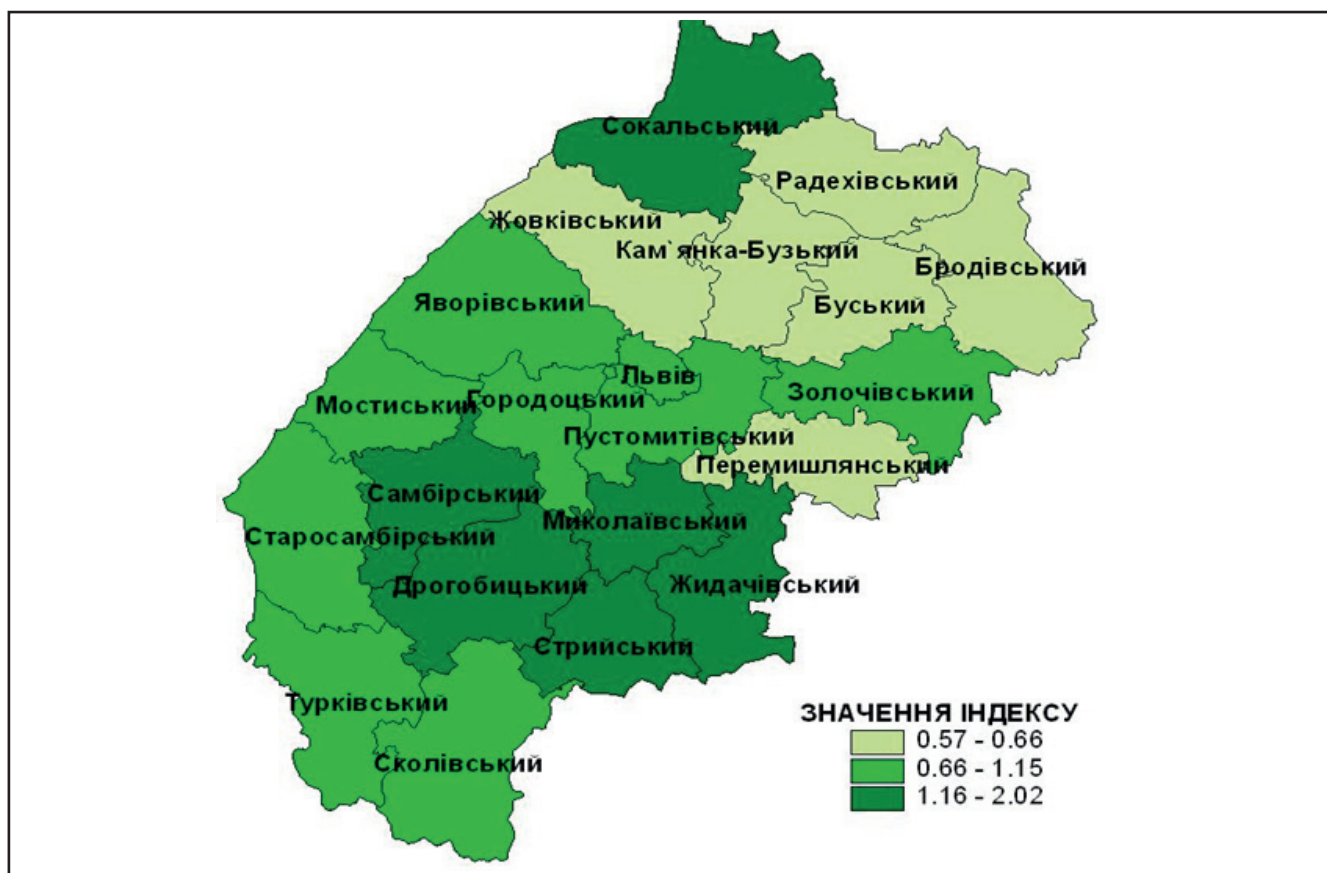 Сокальський
Радехівський
Жовківський
Кам`янка-Бузький
Бродівський
Буський
Яворівський
Львів
Золочівський
Мостиський
Городоцький
Пустомитівський
Перемишлянський
Самбірський
Миколаївський
Старосамбірський
Дрогобицький
Жидачівський
Стрийський
Турківський
Сколівський
ЗНАЧЕННЯ ІНДЕКСУ
0.57 - 0.66
0.66 - 1.15
1.16 - 2.02